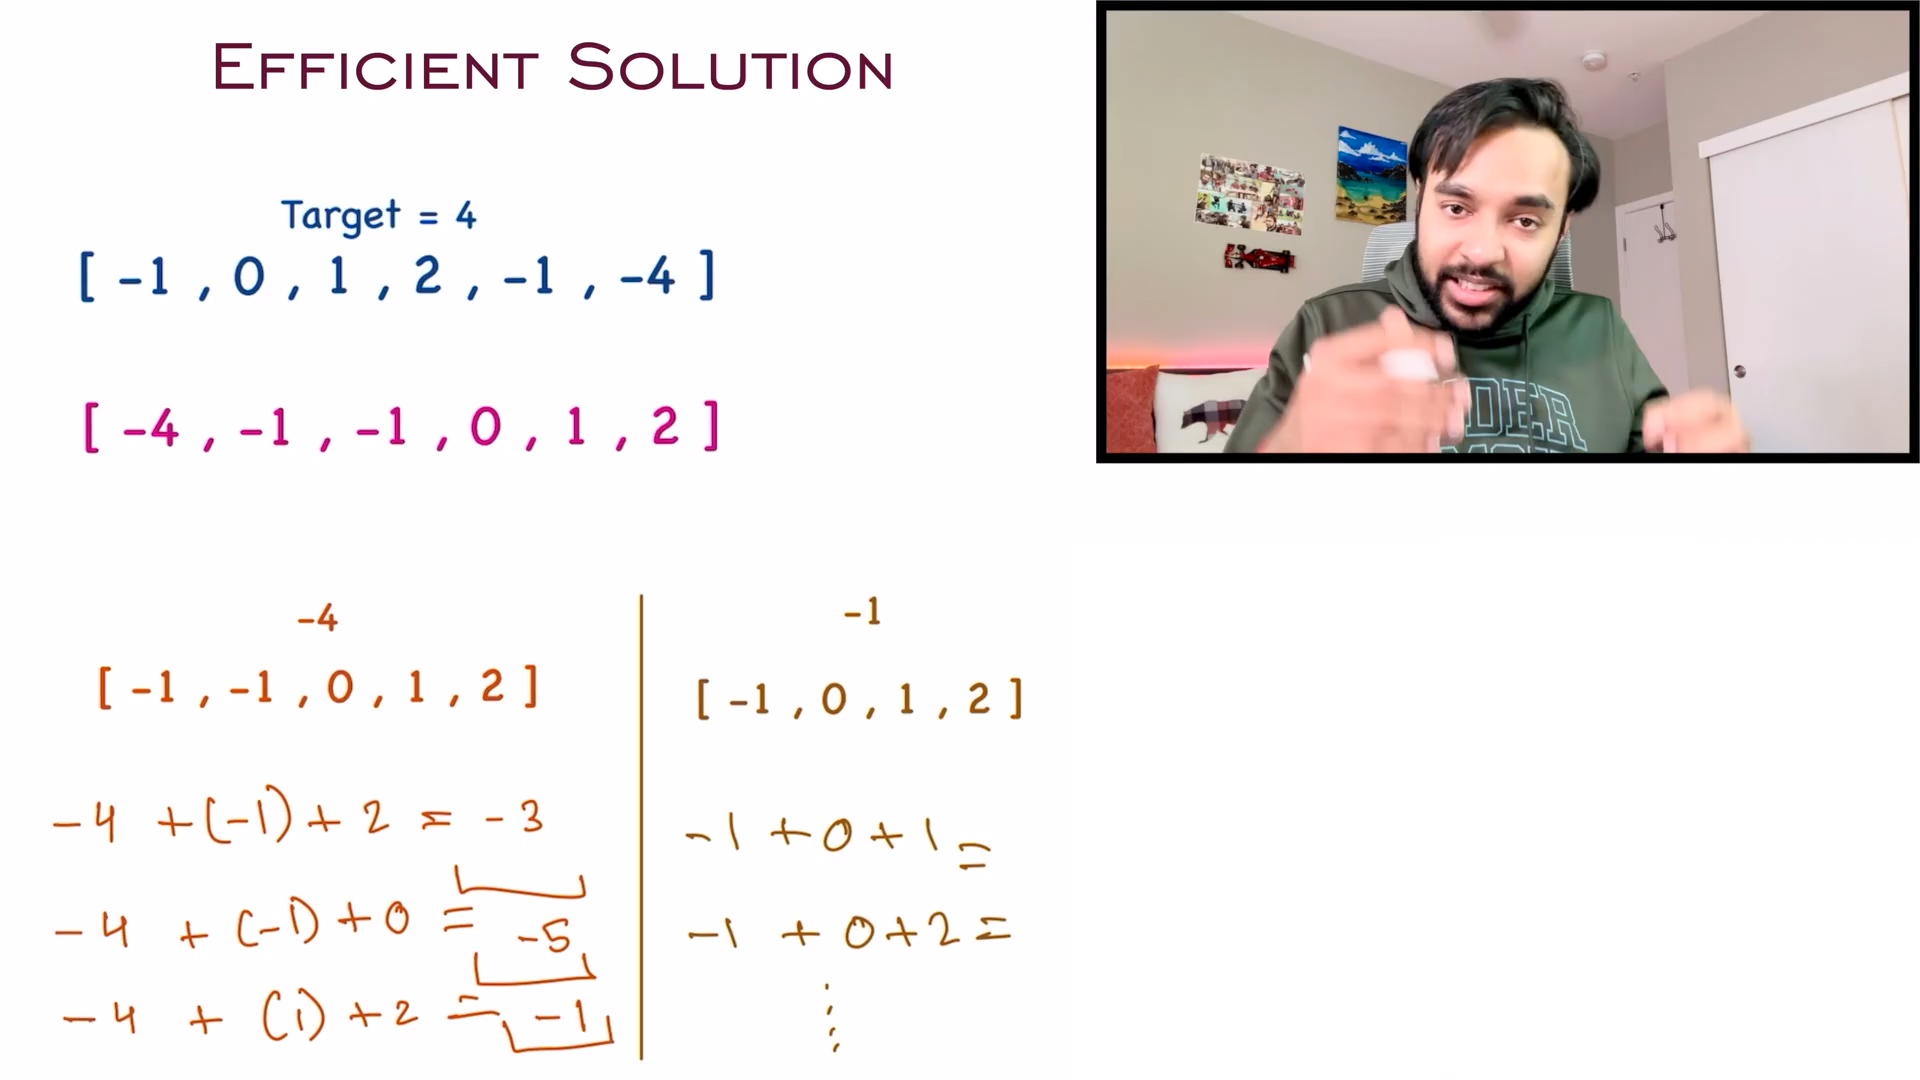 EFFICIENT SOLUTION
Target = 4
[ -1 , 0 , 1 , 2 , -1 , -4 ]
[ -4 , -1 , -1 , 0 , 1 , 2 ]
-4
[ -1 , -1 , 0 , 1 , 2 ]
-4 +(-1)+ 2 = -3
-4 + (-1) + 0 = -5
-4 + (1) + 2 = -1
-1
[ -1 , 0 , 1 , 2 ]
-1 + 0 + 1 =
-1 + 0 + 2 =